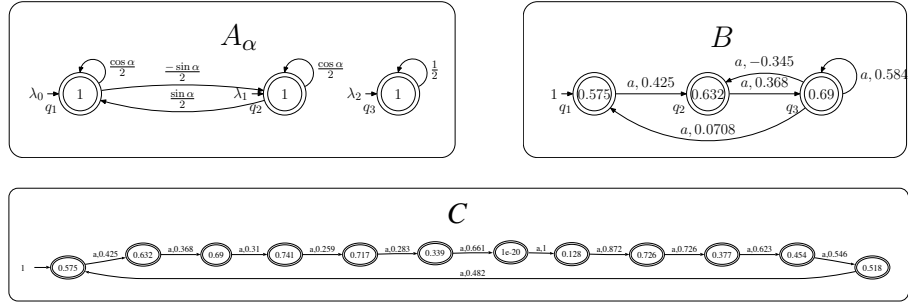 A_α
cos α / 2
−sin α / 2
cos α / 2
1 / 2
λ₀ 1 λ₁ 1 λ₂ 1
sin α / 2
q₁ q₂ q₃
B
a, −0.345
a, 0.425 a, 0.368 a, 0.584
1 0.575 0.632 0.69
q₁ q₂ q₃
a, 0.0708
C
a,0.425 a,0.368 a,0.31 a,0.259 a,0.283 a,0.661 a,1 a,0.872 a,0.726 a,0.623 a,0.546
0.632 0.69 0.741 0.717 0.339 1e-20 0.128 0.726 0.377 0.454
1 0.575 0.518
a,0.482